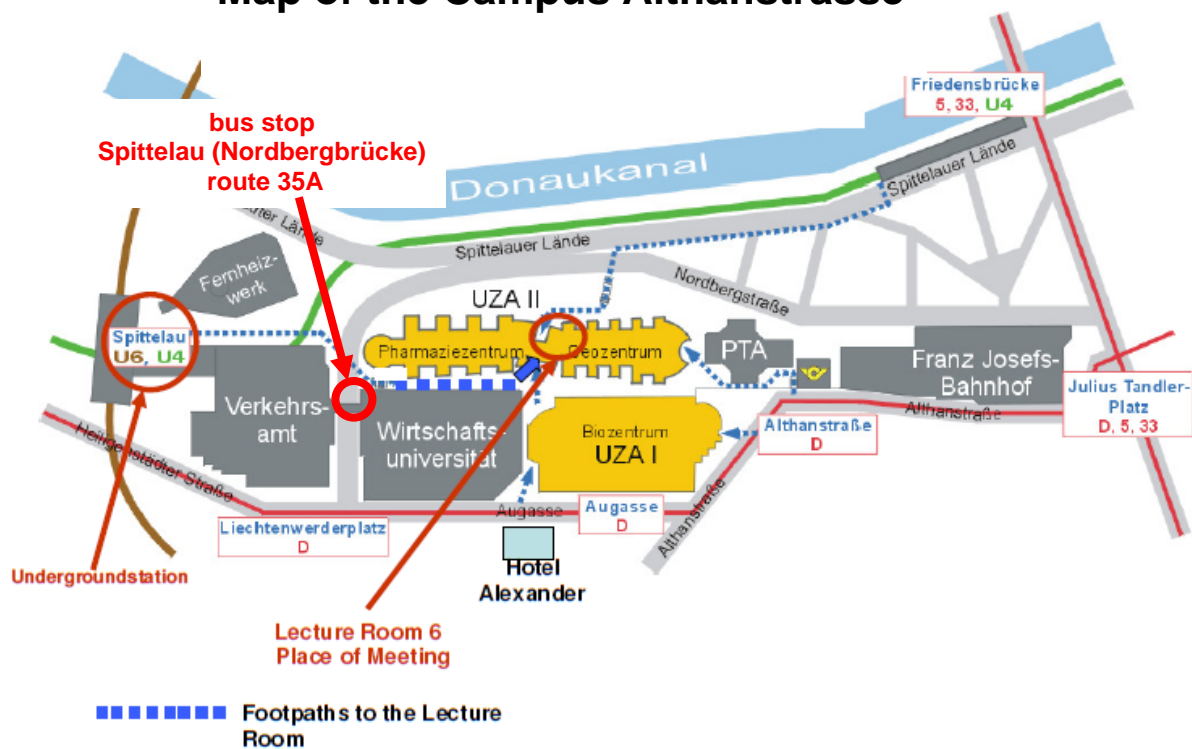 Map of the Campus Althanstrasse
Friedensbrücke
5, 33, U4
bus stop
Spittelau (Nordbergbrücke)
route 35A
Donaukanal
Spittelauer Lände
Lände
Spittelauer Lände
Fernheiz-
werk
Nordbergstraße
UZA II
Spittelau
U6, U4
Pharmaziezentrum
Geozentrum
PTA
Franz Josefs-
Bahnhof
Julius Tandler-
Platz
D, 5, 33
Verkehrs-
amt
Wirtschafts-
universität
Biozentrum
UZA I
Althanstraße
D
Althanstraße
Heiligenstädter Straße
Augasse
Augasse
D
Althanstraße
Liechtenwerderplatz
D
Undergroundstation
Hotel
Alexander
Lecture Room 6
Place of Meeting
Footpaths to the Lecture
Room